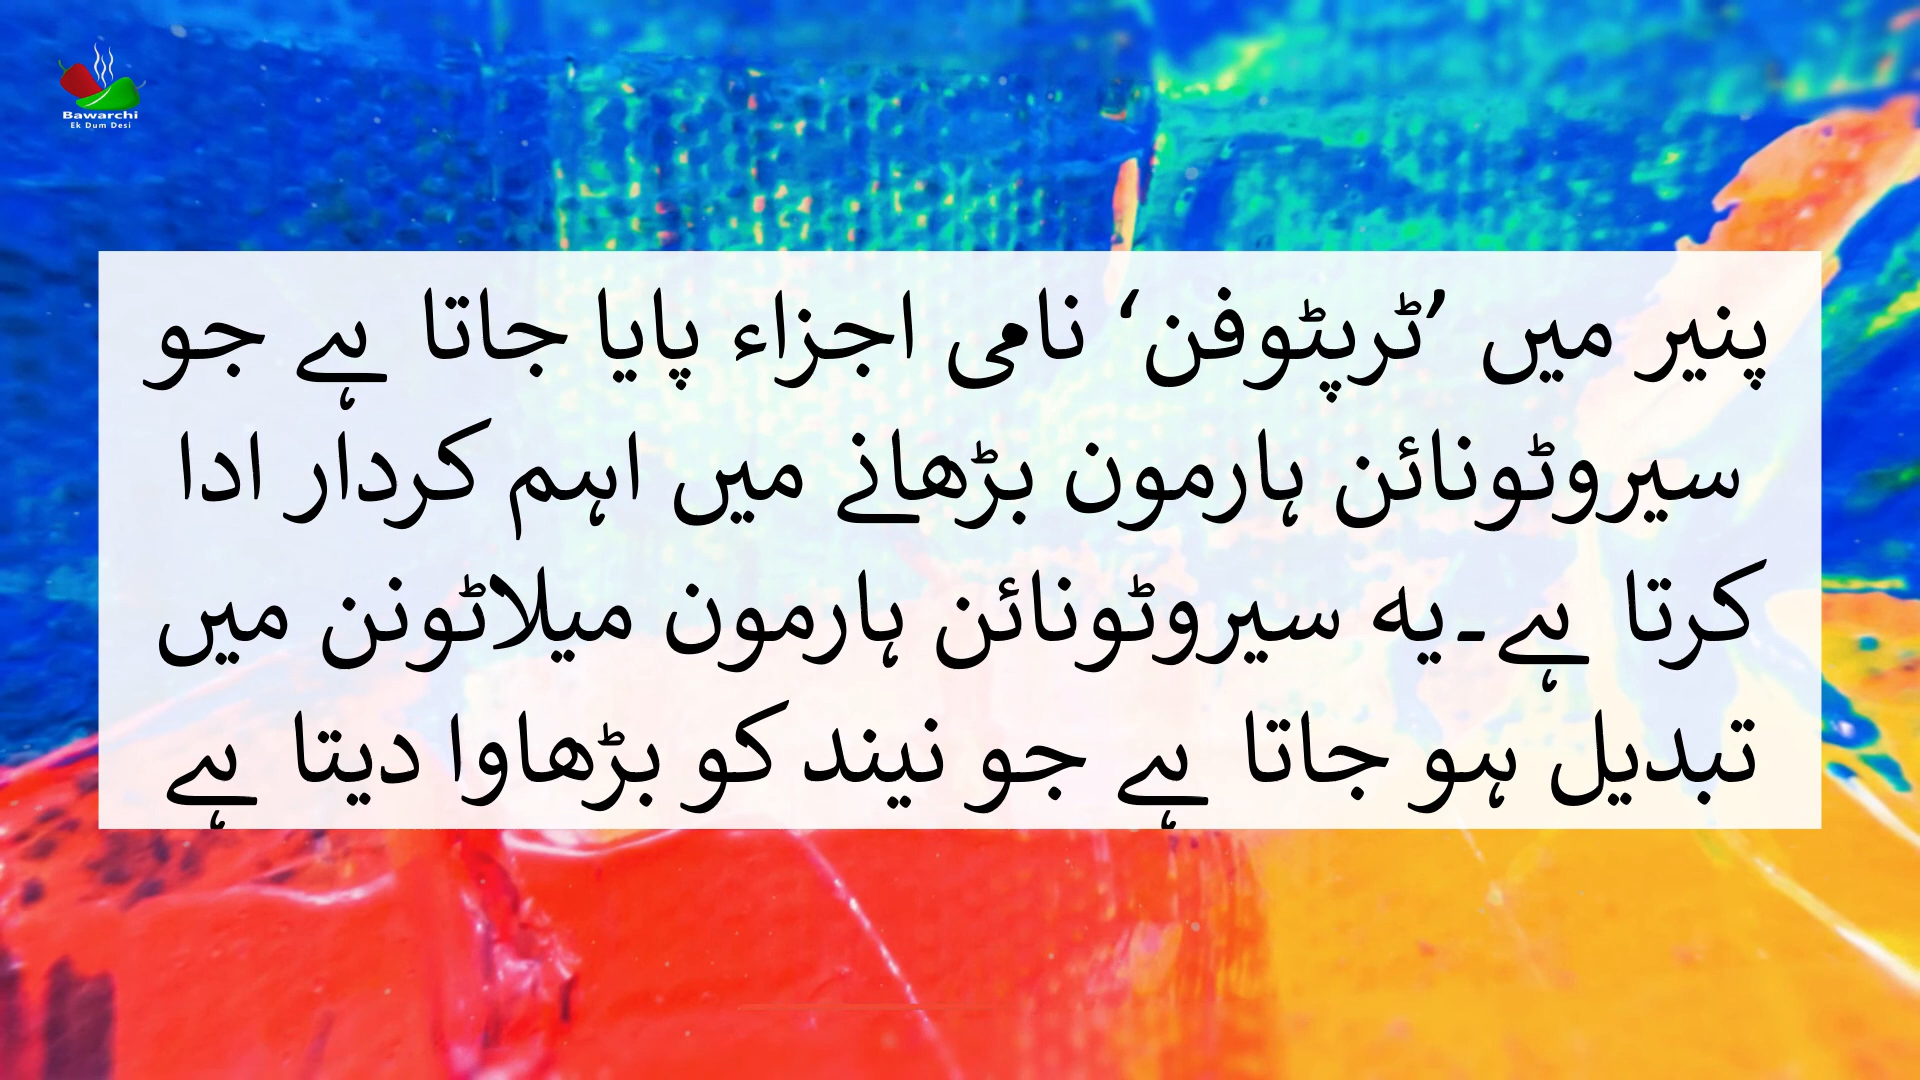 Bawarchi
Ek Dum Desi
پنیر میں ’ٹرپٹوفن‘ نامی اجزاء پایا جاتا ہے جو
سیروٹونائن ہارمون بڑھانے میں اہم کردار ادا
کرتا ہے۔یہ سیروٹونائن ہارمون میلاٹونن میں
تبدیل ہو جاتا ہے جو نیند کو بڑھاوا دیتا ہے